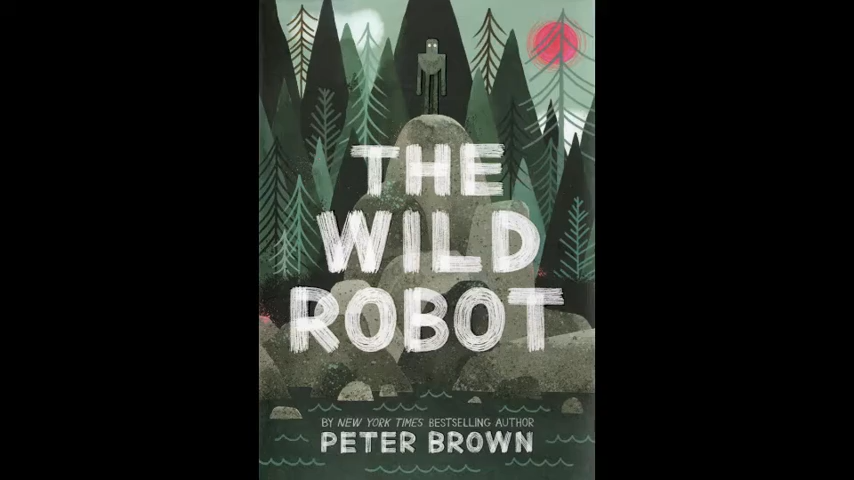 THE
WILD
ROBOT
BY NEW YORK TIMES BESTSELLING AUTHOR
PETER BROWN